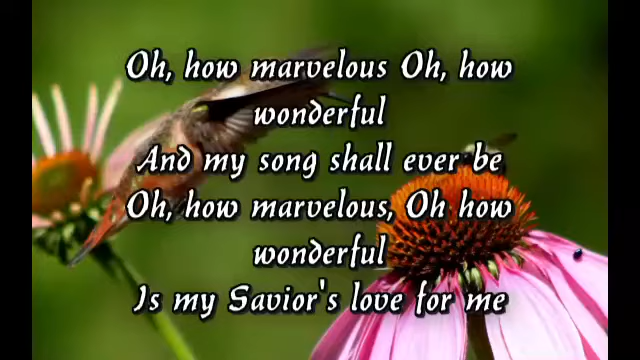 Oh, how marvelous Oh, how
wonderful
And my song shall ever be
Oh, how marvelous, Oh how
wonderful
Is my Savior's love for me